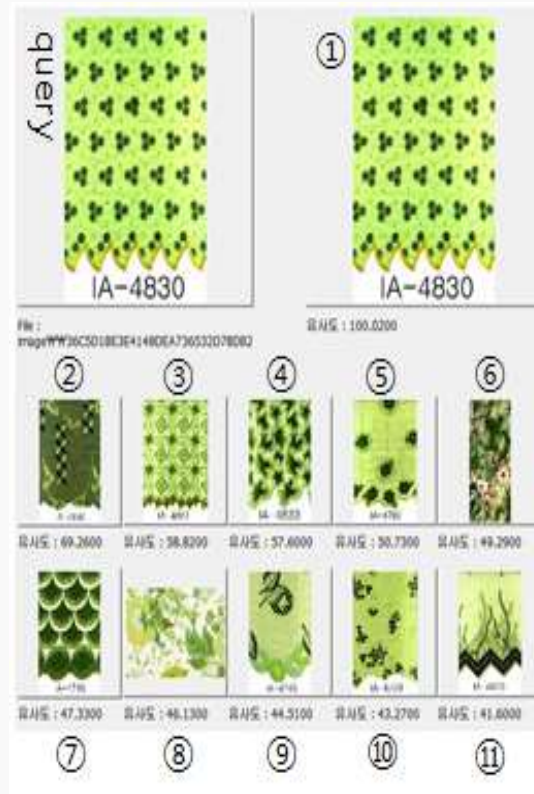 query
①
IA-4830
IA-4830
File :
유사도 : 100.0200
② ③ ④ ⑤ ⑥
유사도 : 69.2600 유사도 : 58.8200 유사도 : 57.6000 유사도 : 50.7300 유사도 : 49.2900
유사도 : 47.3300 유사도 : 46.1300 유사도 : 44.5100 유사도 : 43.2700 유사도 : 41.6000
⑦ ⑧ ⑨ ⑩ ⑪